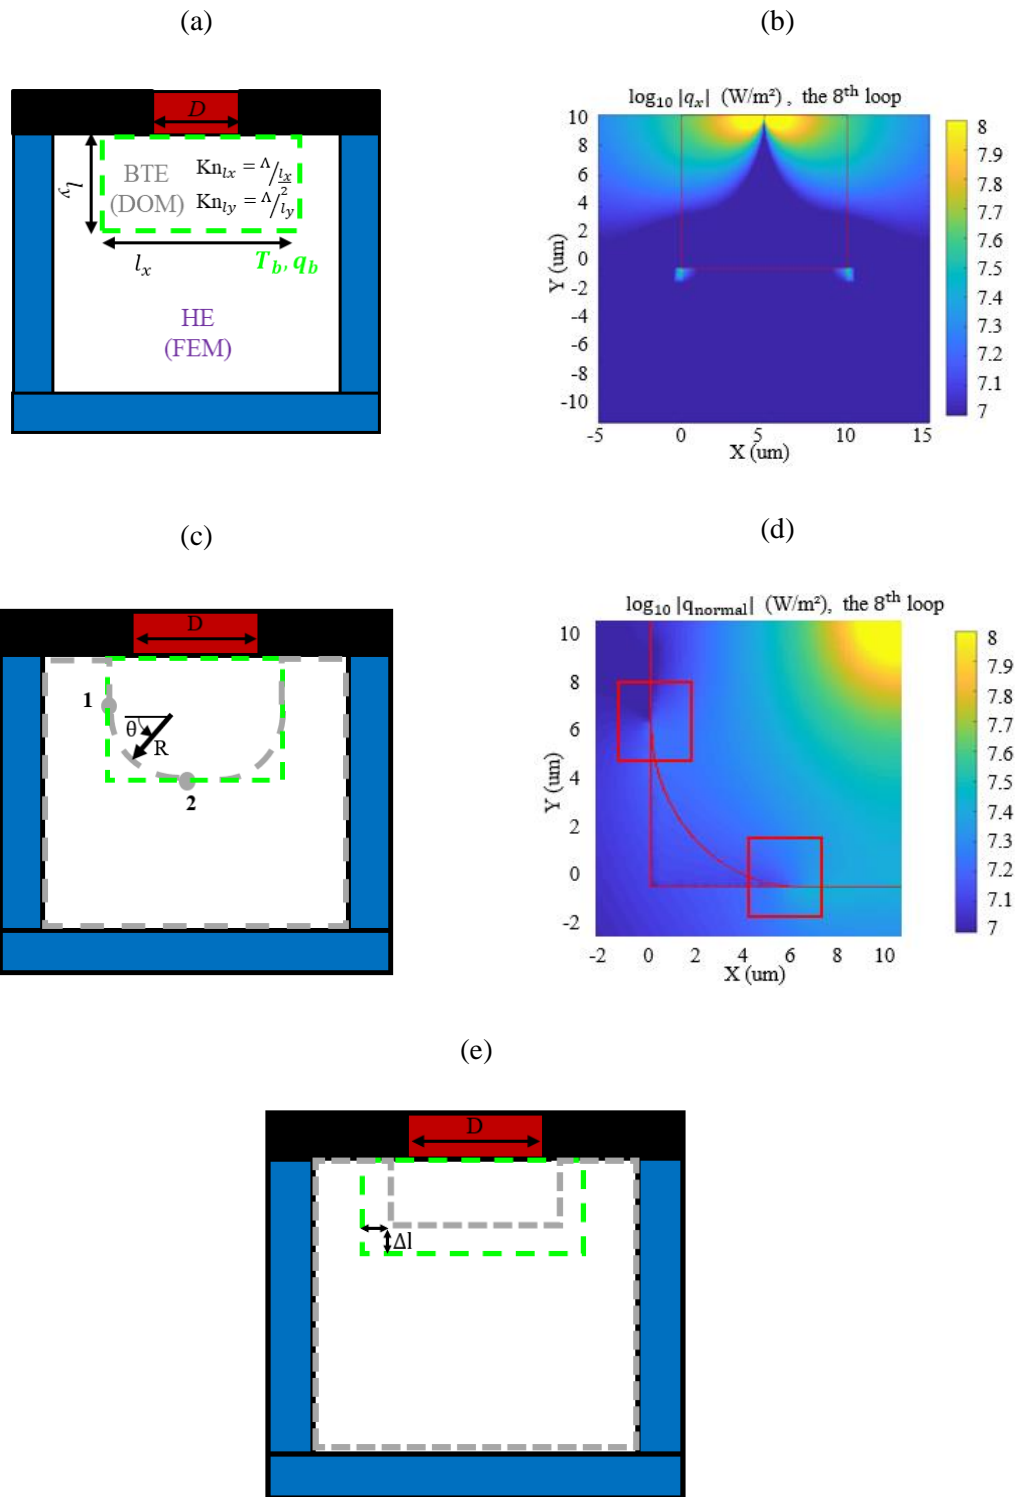 (a)
D
BTE
(DOM)
Kn_lx = Λ/(l_x/2)
Kn_ly = Λ/l_y
l_y
l_x
T_b, q_b
HE
(FEM)
(b)
log₁₀ |q_x| (W/m²) , the 8ᵗʰ loop
10
8
6
4
2
0
-2
-4
-6
-8
-10
Y (um)
-5 0 5 10 15
X (um)
8
7.9
7.8
7.7
7.6
7.5
7.4
7.3
7.2
7.1
7
(c)
D
1
θ
R
2
(d)
log₁₀ |q_normal| (W/m²), the 8ᵗʰ loop
10
8
6
4
2
0
-2
Y (um)
-2 0 2 4 6 8 10
X (um)
8
7.9
7.8
7.7
7.6
7.5
7.4
7.3
7.2
7.1
7
(e)
D
Δl